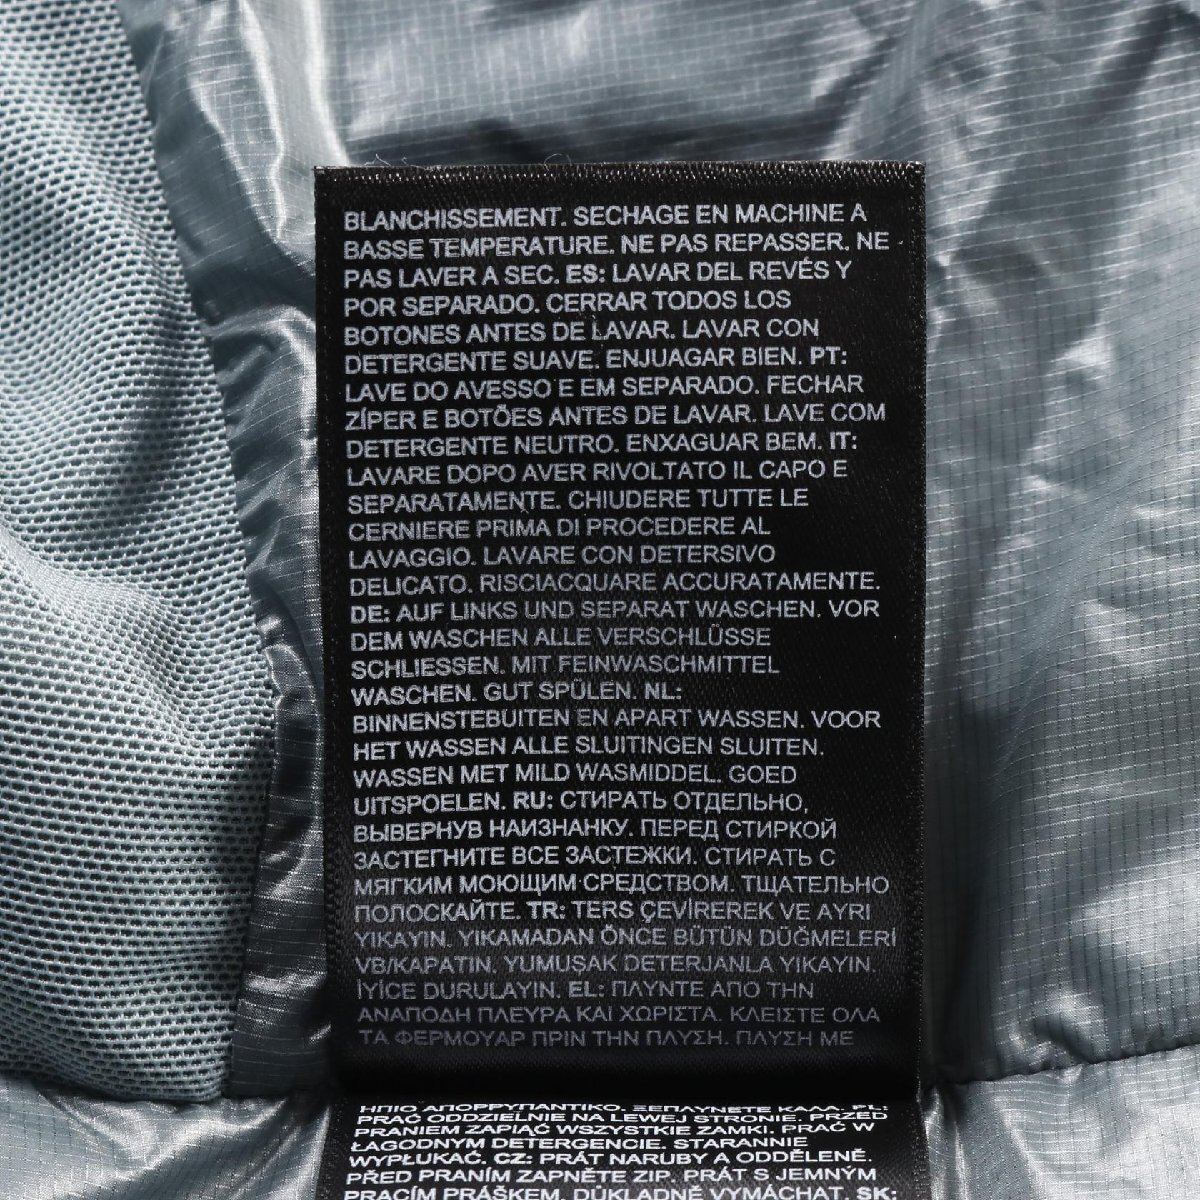 BLANCHISSEMENT. SECHAGE EN MACHINE A
BASSE TEMPERATURE. NE PAS REPASSER. NE
PAS LAVER A SEC. ES: LAVAR DEL REVÉS Y
POR SEPARADO. CERRAR TODOS LOS
BOTONES ANTES DE LAVAR. LAVAR CON
DETERGENTE SUAVE. ENJUAGAR BIEN. PT:
LAVE DO AVESSO E EM SEPARADO. FECHAR
ZÍPER E BOTÕES ANTES DE LAVAR. LAVE COM
DETERGENTE NEUTRO. ENXAGUAR BEM. IT:
LAVARE DOPO AVER RIVOLTATO IL CAPO E
SEPARATAMENTE. CHIUDERE TUTTE LE
CERNIERE PRIMA DI PROCEDERE AL
LAVAGGIO. LAVARE CON DETERSIVO
DELICATO. RISCIACQUARE ACCURATAMENTE.
DE: AUF LINKS UND SEPARAT WASCHEN. VOR
DEM WASCHEN ALLE VERSCHLÜSSE
SCHLIESSEN. MIT FEINWASCHMITTEL
WASCHEN. GUT SPÜLEN. NL:
BINNENSTEBUITEN EN APART WASSEN. VOOR
HET WASSEN ALLE SLUITINGEN SLUITEN.
WASSEN MET MILD WASMIDDEL. GOED
UITSPOELEN. RU: СТИРАТЬ ОТДЕЛЬНО,
ВЫВЕРНУВ НАИЗНАНКУ. ПЕРЕД СТИРКОЙ
ЗАСТЕГНИТЕ ВСЕ ЗАСТЕЖКИ. СТИРАТЬ С
МЯГКИМ МОЮЩИМ СРЕДСТВОМ. ТЩАТЕЛЬНО
ПОЛОСКАЙТЕ. TR: TERS ÇEVİREREK VE AYRI
YIKAYIN. YIKAMADAN ÖNCE BÜTÜN DÜĞMELERİ
VB/KAPATIN. YUMUŞAK DETERJANLA YIKAYIN.
İYİCE DURULAYIN. EL: ΠΛΥΝΤΕ ΑΠΟ ΤΗΝ
ΑΝΑΠΟΔΗ ΠΛΕΥΡΑ ΚΑΙ ΧΩΡΙΣΤΑ. ΚΛΕΙΣΤΕ ΟΛΑ
ΤΑ ΦΕΡΜΟΥΑΡ ΠΡΙΝ ΤΗΝ ΠΛΥΣΗ. ΠΛΥΣΗ ΜΕ
ΗΠΙΟ ΑΠΟΡΡΥΠΑΝΤΙΚΟ. ΞΕΠΛΥΝΕΤΕ ΚΑΛΑ. PL:
PRAĆ ODDZIELNIE NA LEWEJ STRONIE. PRZED
PRANIEM ZAPIĄĆ WSZYSTKIE ZAMKI. PRAĆ W
ŁAGODNYM DETERGENCIE. STARANNIE
WYPŁUKAĆ. CZ: PRÁT NARUBY A ODDĚLENĚ.
PŘED PRANÍM ZAPNĚTE ZIP. PRÁT S JEMNÝM
PRACÍM PRÁŠKEM. DŮKLADNĚ VYMÁCHAT. SK: